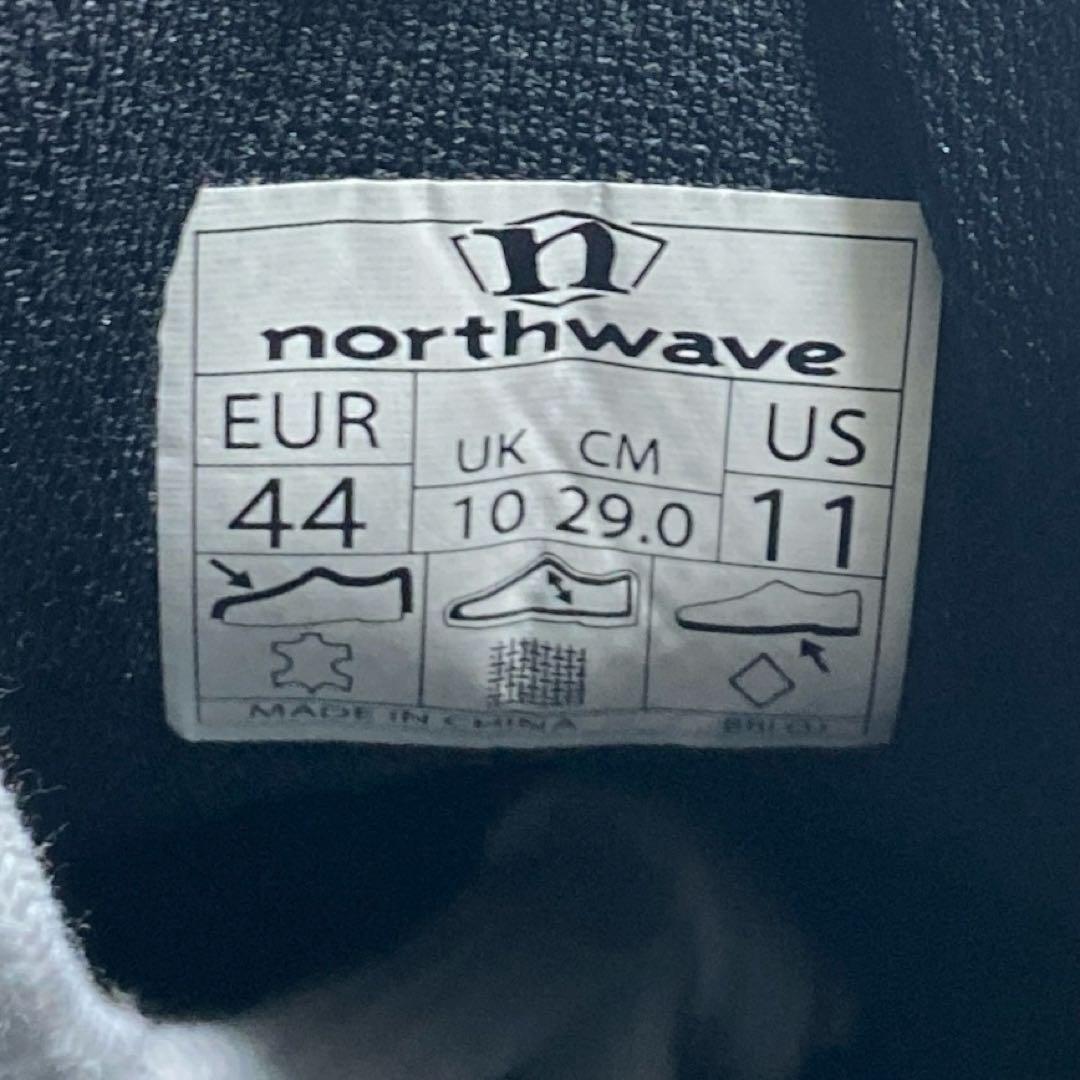 n
northwave
EUR UK CM US
44 10 29.0 11
MADE IN CHINA